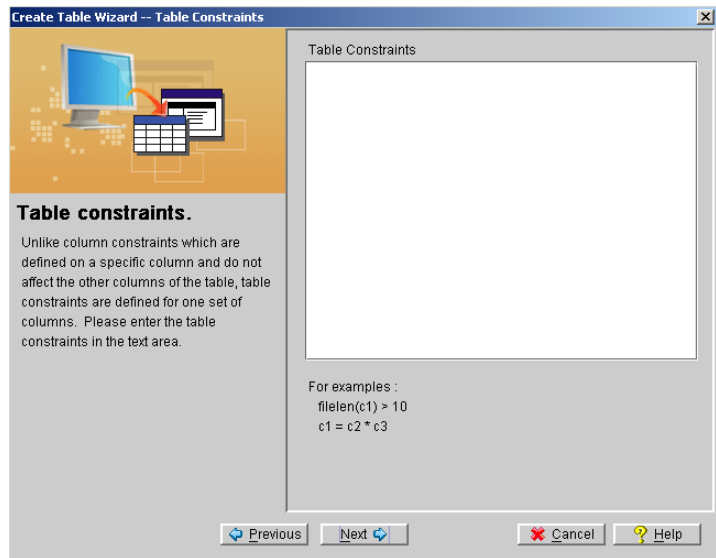 Create Table Wizard -- Table Constraints
Table constraints.
Unlike column constraints which are
defined on a specific column and do not
affect the other columns of the table, table
constraints are defined for one set of
columns. Please enter the table
constraints in the text area.
Table Constraints
For examples :
filelen(c1) > 10
c1 = c2 * c3
Previous
Next
Cancel
Help